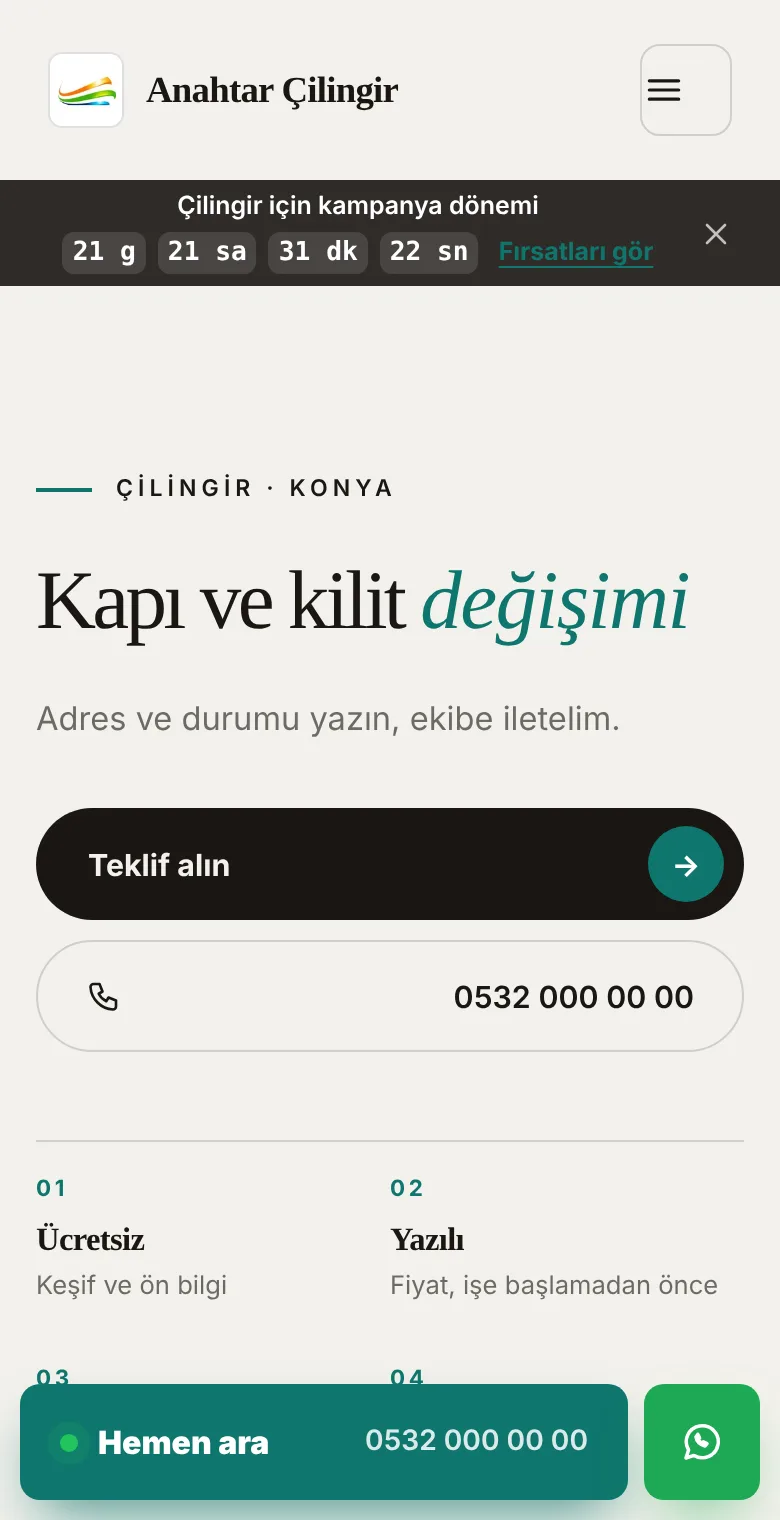 Anahtar Çilingir
Çilingir için kampanya dönemi
21 g 21 sa 31 dk 22 sn Fırsatları gör
ÇİLİNGİR · KONYA
Kapı ve kilit değişimi
Adres ve durumu yazın, ekibe iletelim.
Teklif alın
0532 000 00 00
01 02
Ücretsiz Yazılı
Keşif ve ön bilgi Fiyat, işe başlamadan önce
03 04
Hemen ara 0532 000 00 00